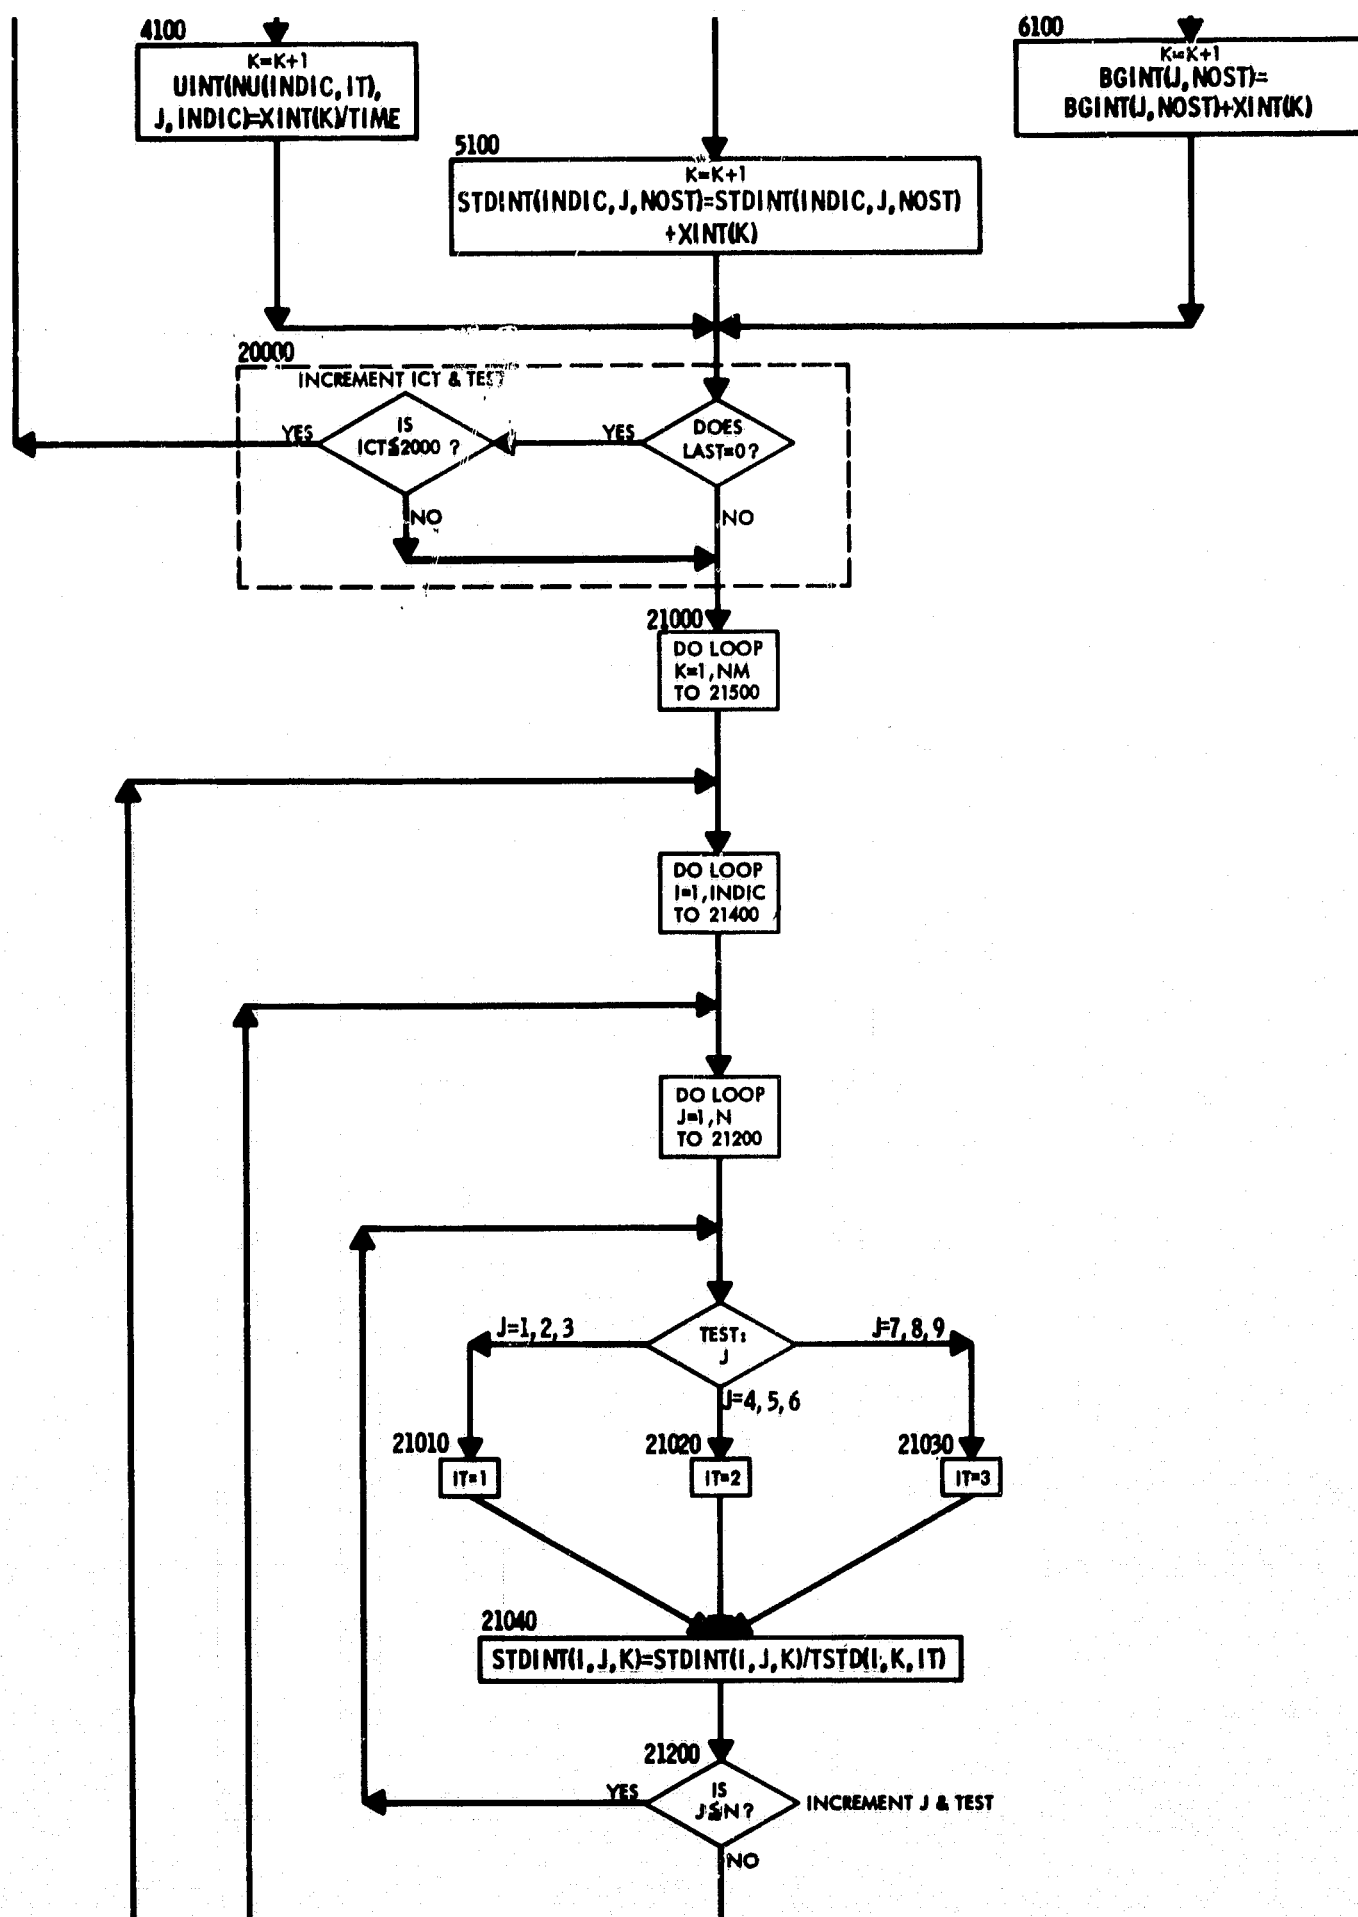 4100
K=K+1
UINT(NU(INDIC, IT),
J, INDIC)=XINT(K)/TIME
6100
K=K+1
BGINT(J, NOST)=
BGINT(J, NOST)+XINT(K)
5100
K=K+1
STDINT(INDIC, J, NOST)=STDINT(INDIC, J, NOST)
+XINT(K)
20000
INCREMENT ICT & TEST
YES
IS
ICT≦2000 ?
NO
YES
DOES
LAST=0?
NO
21000
DO LOOP
K=1, NM
TO 21500
DO LOOP
I=1, INDIC
TO 21400
DO LOOP
J=1, N
TO 21200
J=1, 2, 3
TEST:
J
J=7, 8, 9
J=4, 5, 6
21010
IT=1
21020
IT=2
21030
IT=3
21040
STDINT(I, J, K)=STDINT(I, J, K)/TSTD(I, K, IT)
21200
YES
IS
J≦N ?
INCREMENT J & TEST
NO